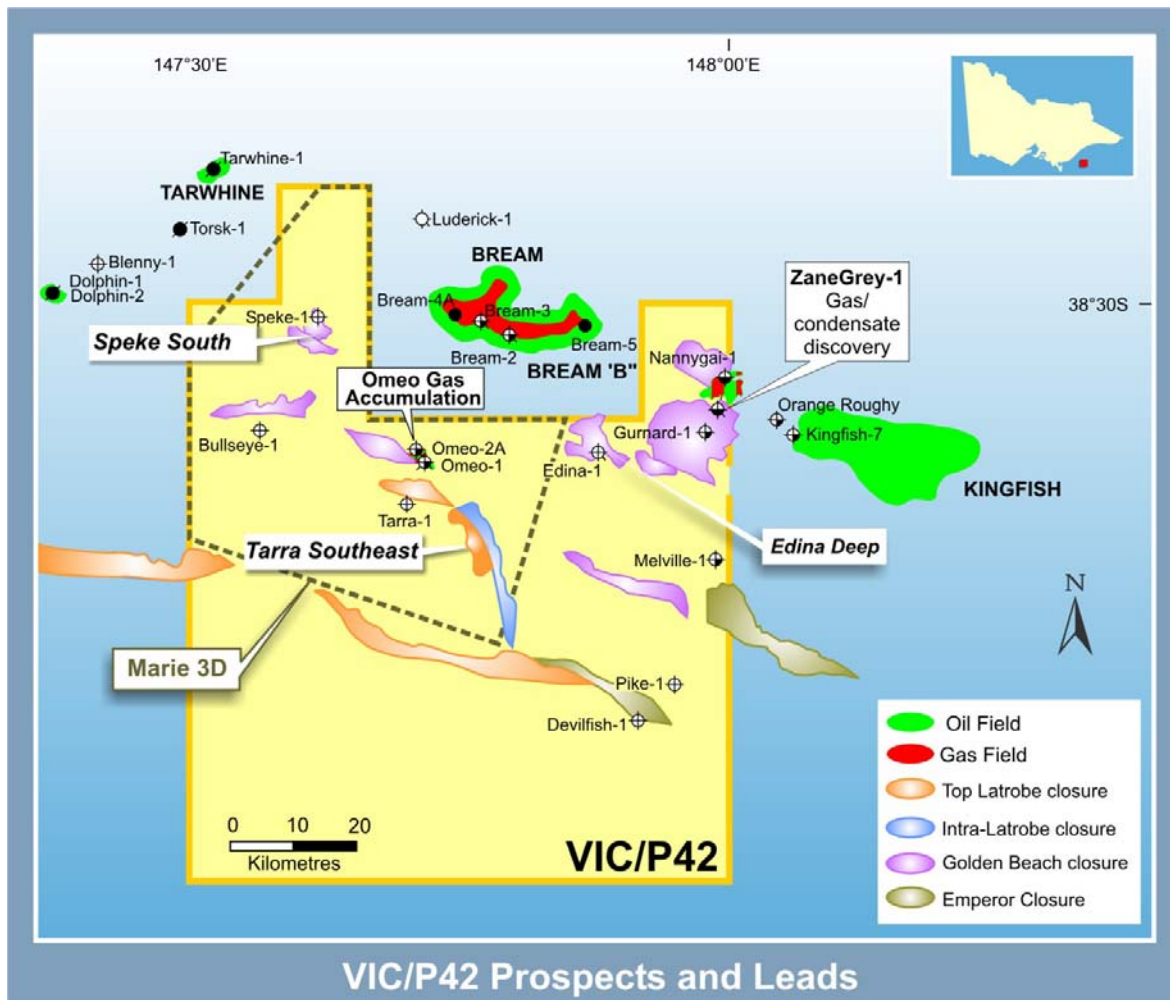 147°30'E
148°00'E
Tarwhine-1
TARWHINE
Torsk-1
Luderick-1
Blenny-1
BREAM
Dolphin-1
Dolphin-2
ZaneGrey-1
Gas/
condensate
discovery
38°30'S
Bream-4A
Bream-3
Speke-1
Speke South
Bream-2
Bream-5
BREAM 'B"
Nannygai-1
Omeo Gas
Accumulation
Orange Roughy
Bullseye-1
Omeo-2A
Omeo-1
Gurnard-1
Kingfish-7
Edina-1
KINGFISH
Tarra-1
Tarra Southeast
Edina Deep
Melville-1
N
Marie 3D
Pike-1
Devilfish-1
Oil Field
Gas Field
Top Latrobe closure
Intra-Latrobe closure
Golden Beach closure
Emperor Closure
0 10 20
Kilometres
VIC/P42
VIC/P42 Prospects and Leads